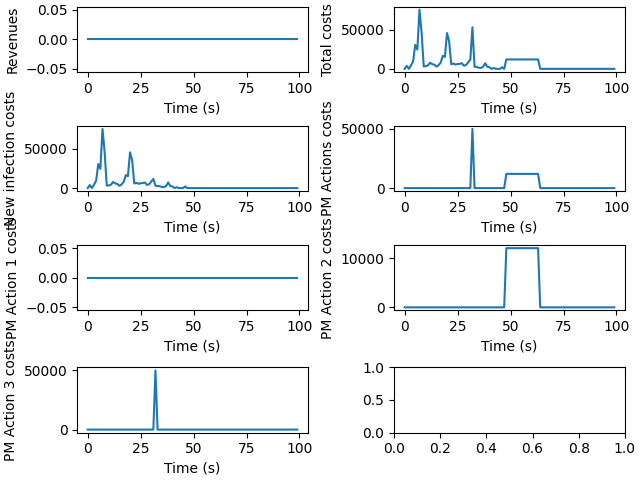 Revenues
0.05
0.00
−0.05
0 25 50 75 100
Time (s)
Total costs
50000
0
0 25 50 75 100
Time (s)
New infection costs
50000
0
0 25 50 75 100
Time (s)
PM Actions costs
50000
0
0 25 50 75 100
Time (s)
PM Action 1 costs
0.05
0.00
−0.05
0 25 50 75 100
Time (s)
PM Action 2 costs
10000
0
0 25 50 75 100
Time (s)
PM Action 3 costs
50000
0
0 25 50 75 100
Time (s)
1.0
0.5
0.0
0.0 0.2 0.4 0.6 0.8 1.0